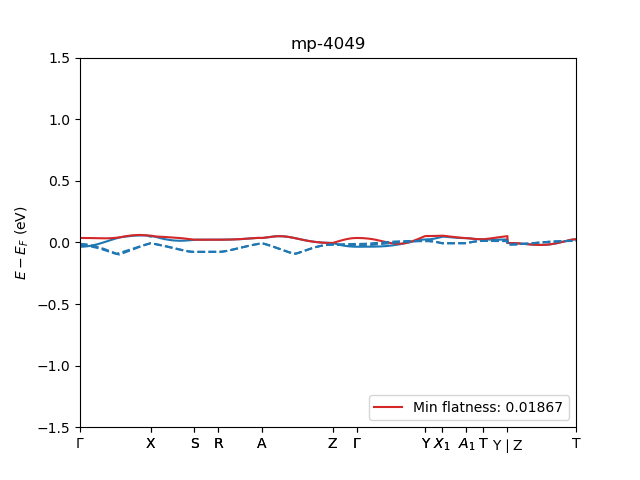 mp-4049
E − E_F (eV)
1.5
1.0
0.5
0.0
−0.5
−1.0
−1.5
Min flatness: 0.01867
Γ X S R A Z Γ Y X₁ A₁ T Y | Z T